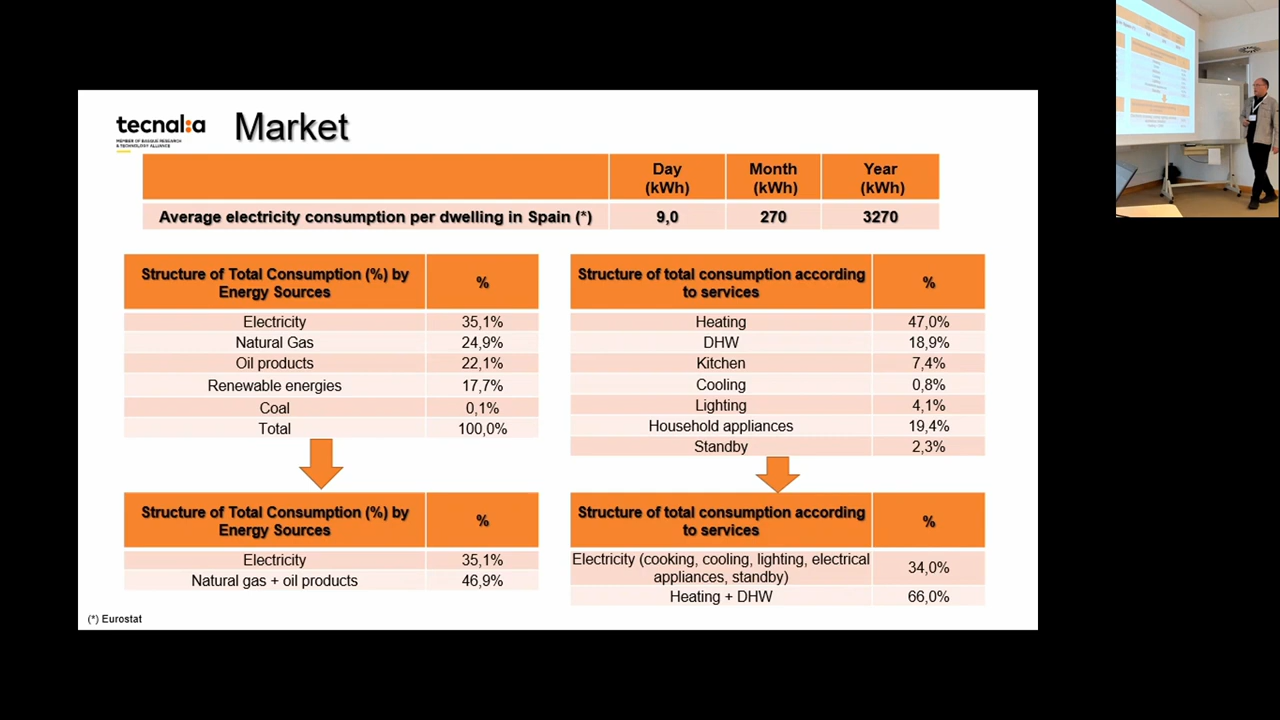 tecnal:a
MEMBER OF BASQUE RESEARCH
& TECHNOLOGY ALLIANCE
Market
Day
(kWh)
Month
(kWh)
Year
(kWh)
Average electricity consumption per dwelling in Spain (*)
9,0
270
3270
Structure of Total Consumption (%) by
Energy Sources
%
Electricity 35,1%
Natural Gas 24,9%
Oil products 22,1%
Renewable energies 17,7%
Coal 0,1%
Total 100,0%
Structure of total consumption according
to services
%
Heating 47,0%
DHW 18,9%
Kitchen 7,4%
Cooling 0,8%
Lighting 4,1%
Household appliances 19,4%
Standby 2,3%
Structure of Total Consumption (%) by
Energy Sources
%
Electricity 35,1%
Natural gas + oil products 46,9%
Structure of total consumption according
to services
%
Electricity (cooking, cooling, lighting, electrical
appliances, standby)
34,0%
Heating + DHW 66,0%
(*) Eurostat